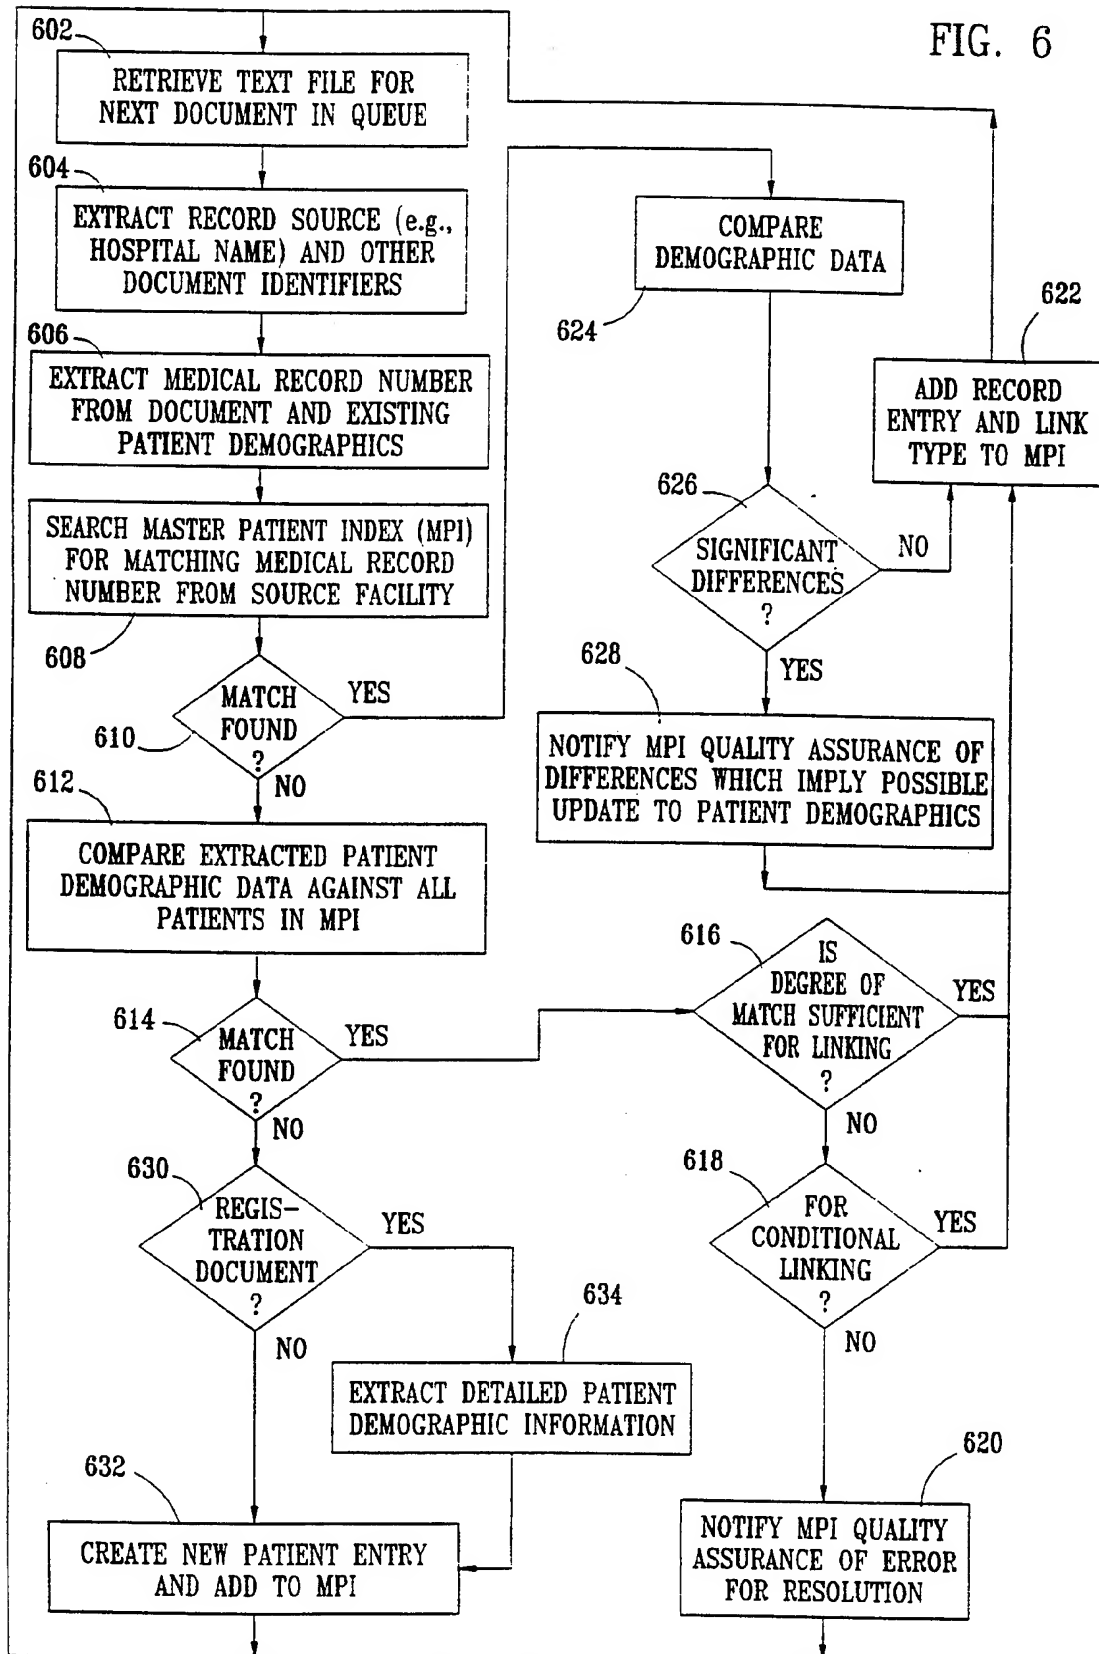 FIG. 6
602
RETRIEVE TEXT FILE FOR
NEXT DOCUMENT IN QUEUE
604
EXTRACT RECORD SOURCE (e.g.,
HOSPITAL NAME) AND OTHER
DOCUMENT IDENTIFIERS
606
EXTRACT MEDICAL RECORD NUMBER
FROM DOCUMENT AND EXISTING
PATIENT DEMOGRAPHICS
SEARCH MASTER PATIENT INDEX (MPI)
FOR MATCHING MEDICAL RECORD
NUMBER FROM SOURCE FACILITY
608
MATCH
FOUND
?
YES
610
NO
612
COMPARE EXTRACTED PATIENT
DEMOGRAPHIC DATA AGAINST ALL
PATIENTS IN MPI
614
MATCH
FOUND
?
YES
NO
630
REGIS-
TRATION
DOCUMENT
?
YES
NO
634
EXTRACT DETAILED PATIENT
DEMOGRAPHIC INFORMATION
632
CREATE NEW PATIENT ENTRY
AND ADD TO MPI
COMPARE
DEMOGRAPHIC DATA
624
622
ADD RECORD
ENTRY AND LINK
TYPE TO MPI
626
SIGNIFICANT
DIFFERENCES
?
NO
YES
628
NOTIFY MPI QUALITY ASSURANCE OF
DIFFERENCES WHICH IMPLY POSSIBLE
UPDATE TO PATIENT DEMOGRAPHICS
616
IS
DEGREE OF
MATCH SUFFICIENT
FOR LINKING
?
YES
NO
618
FOR
CONDITIONAL
LINKING
?
YES
NO
620
NOTIFY MPI QUALITY
ASSURANCE OF ERROR
FOR RESOLUTION